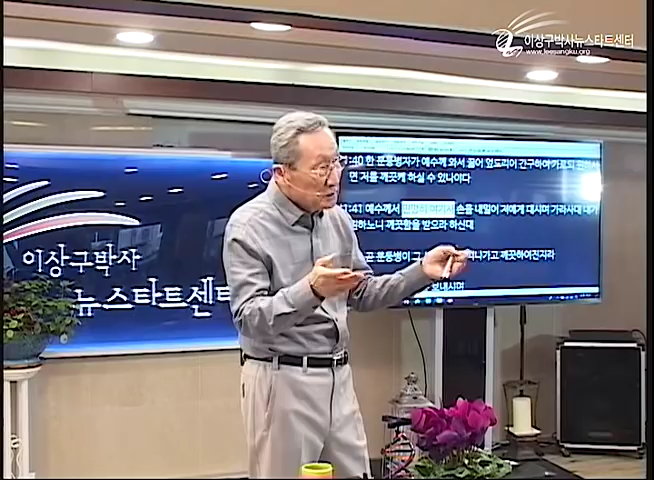 이상구박사뉴스타트센터
www.leesangku.org
1:40 한 문둥병자가 예수께 와서 꿇어 엎드리어 간구하여 가로되
면 저를 깨끗케 하실 수 있나이다
1:41 예수께서 민망히 여기사 손을 내밀어 저에게 대시며 가라사대 내가
하노니 깨끗함을 받으라 하신대
곧 문둥병이 그 떠나가고 깨끗하여진지라
보내시며
이상구박사
뉴스타트센터